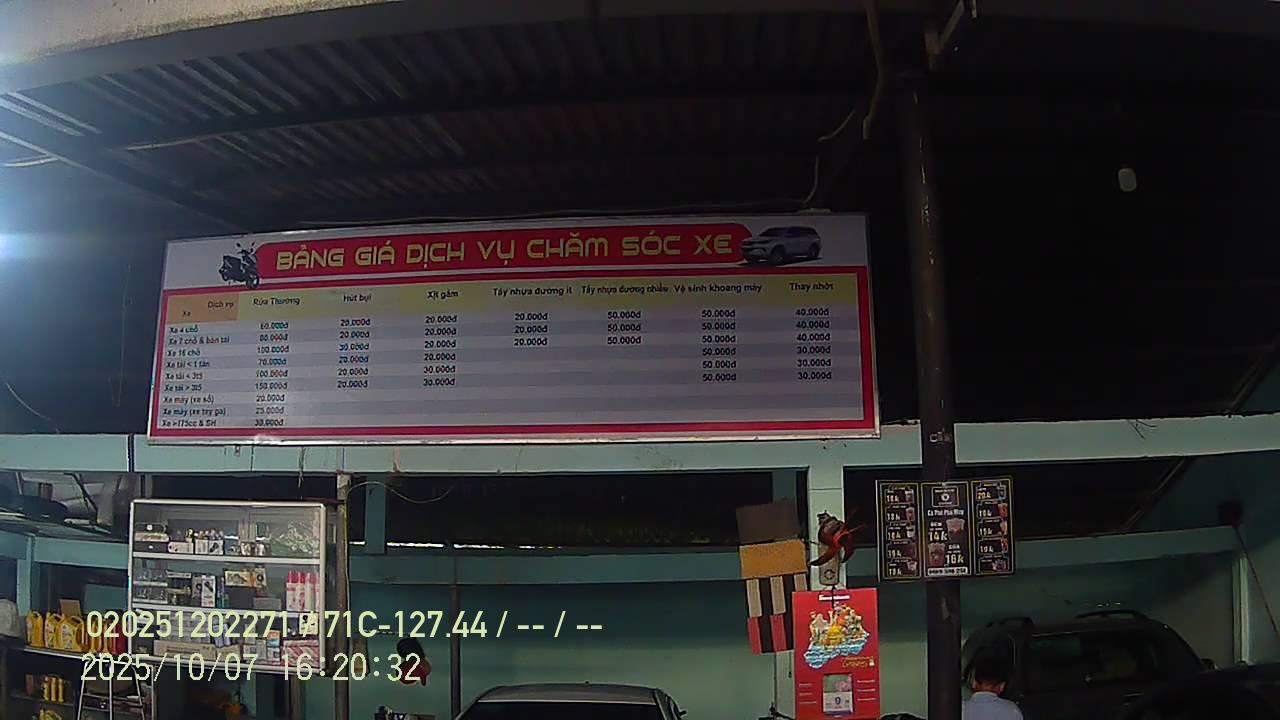 BẢNG GIÁ DỊCH VỤ CHĂM SÓC XE
Dịch vụ Xe Rửa Thường Hút bụi Xịt gầm Tẩy nhựa đường ít Tẩy nhựa đường nhiều Vệ sinh khoang máy Thay nhớt
Xe 4 chỗ 60.000đ 20.000đ 20.000đ 20.000đ 50.000đ 50.000đ 40.000đ
Xe 7 chỗ & bán tải 80.000đ 20.000đ 20.000đ 20.000đ 50.000đ 50.000đ 40.000đ
Xe 16 chỗ 100.000đ 30.000đ 20.000đ 20.000đ 50.000đ 50.000đ 40.000đ
Xe tải < 1 tấn 70.000đ 20.000đ 20.000đ 50.000đ 30.000đ
Xe tải < 3t5 100.000đ 20.000đ 30.000đ 50.000đ 30.000đ
Xe tải > 3t5 150.000đ 20.000đ 30.000đ 50.000đ 30.000đ
Xe máy (xe số) 20.000đ
Xe máy (xe tay ga) 25.000đ
Xe >175cc & SH 30.000đ
Cà Phê Pha Máy
14k
16k
020251202271 / 71C-127.44 / -- / --
2025/10/07 16:20:32